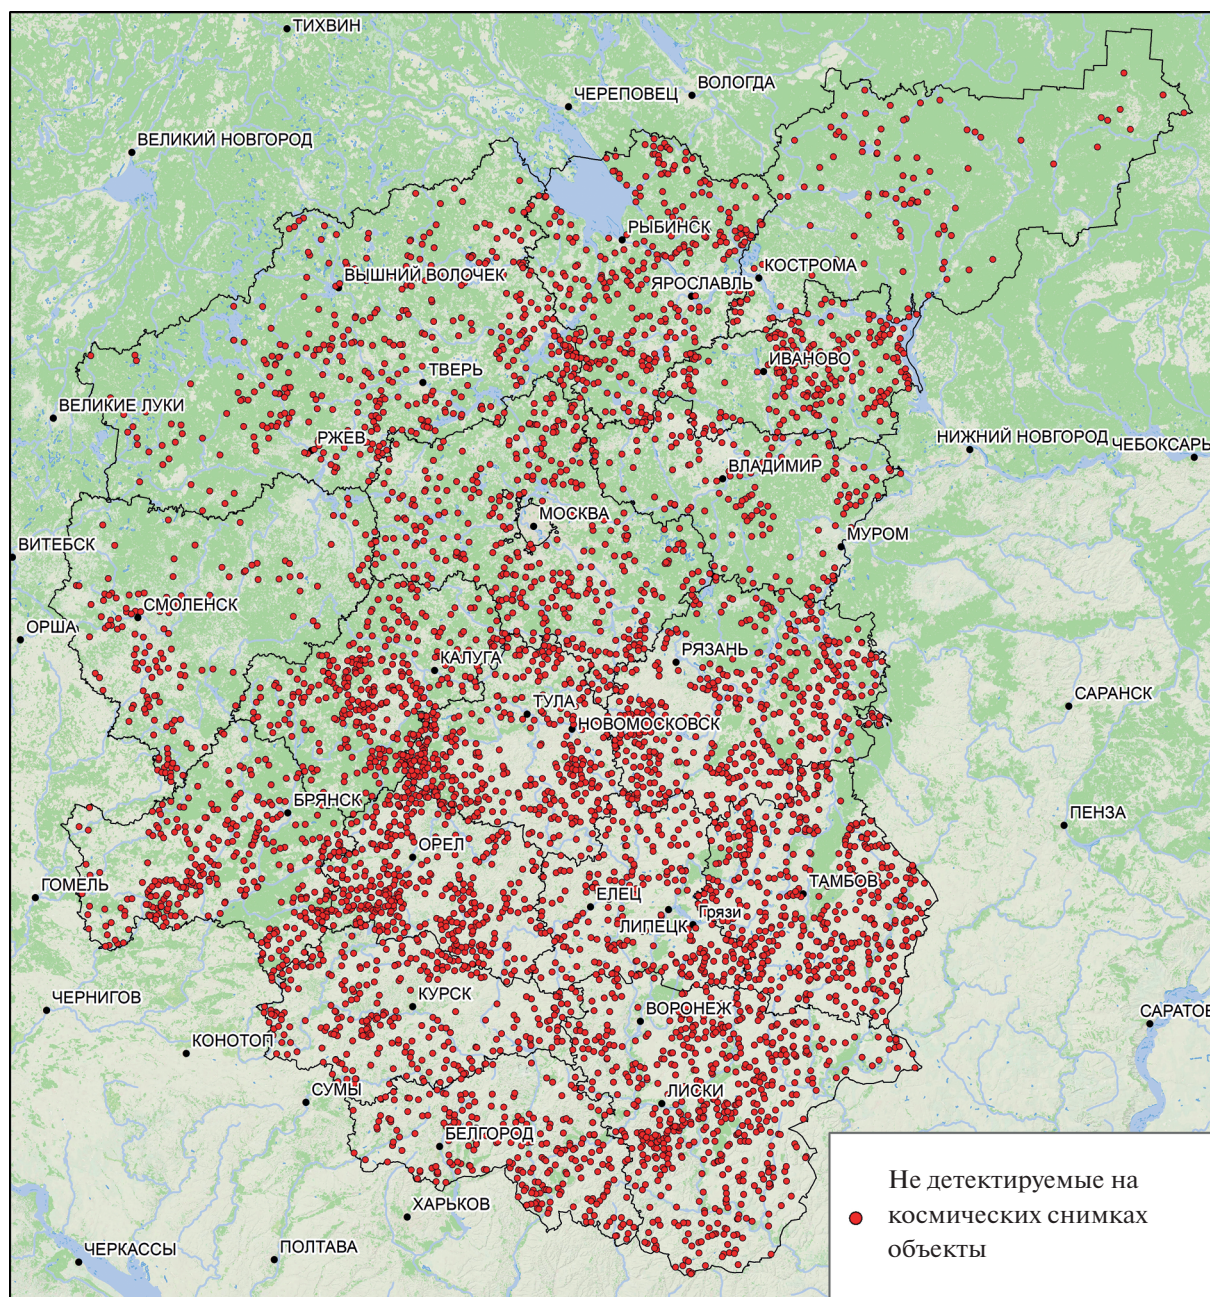 ТИХВИН
ВОЛОГДА
ЧЕРЕПОВЕЦ
ВЕЛИКИЙ НОВГОРОД
РЫБИНСК
КОСТРОМА
ВЫШНИЙ ВОЛОЧЕК
ЯРОСЛАВЛЬ
ИВАНОВО
ТВЕРЬ
ВЕЛИКИЕ ЛУКИ
РЖЕВ
НИЖНИЙ НОВГОРОД
ЧЕБОКСАРЫ
ВЛАДИМИР
МОСКВА
МУРОМ
ВИТЕБСК
СМОЛЕНСК
ОРША
РЯЗАНЬ
КАЛУГА
САРАНСК
ТУЛА
НОВОМОСКОВСК
БРЯНСК
ПЕНЗА
ОРЕЛ
ТАМБОВ
ГОМЕЛЬ
ЕЛЕЦ
Грязи
ЛИПЕЦК
КУРСК
ЧЕРНИГОВ
ВОРОНЕЖ
САРАТОВ
КОНОТОП
СУМЫ
ЛИСКИ
БЕЛГОРОД
ХАРЬКОВ
ЧЕРКАССЫ
ПОЛТАВА
Не детектируемые на
космических снимках
объекты